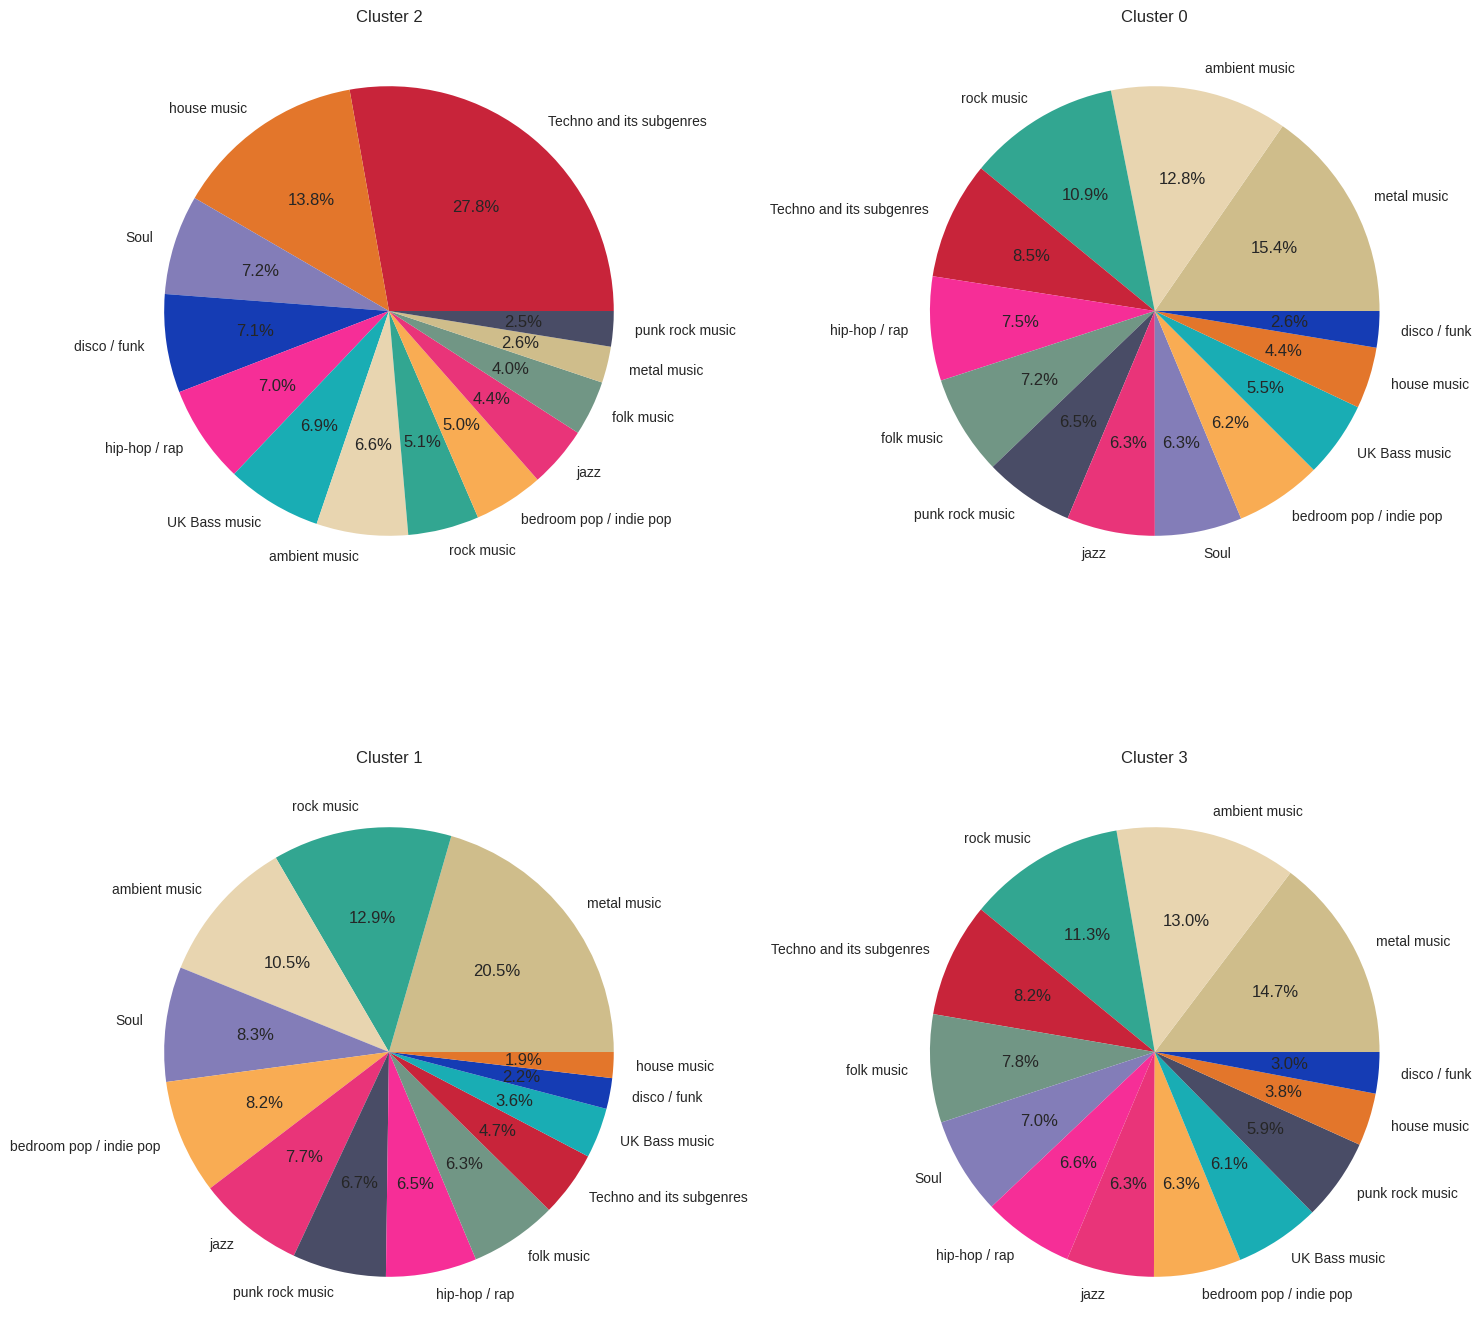 Cluster 2
house music
Techno and its subgenres
Soul
disco / funk
hip-hop / rap
UK Bass music
ambient music
rock music
bedroom pop / indie pop
jazz
folk music
metal music
punk rock music
27.8%
13.8%
7.2%
7.1%
7.0%
6.9%
6.6%
5.1%
5.0%
4.4%
4.0%
2.6%
2.5%
Cluster 0
metal music
ambient music
rock music
Techno and its subgenres
hip-hop / rap
folk music
punk rock music
jazz
Soul
bedroom pop / indie pop
UK Bass music
house music
disco / funk
15.4%
12.8%
10.9%
8.5%
7.5%
7.2%
6.5%
6.3%
6.3%
6.2%
5.5%
4.4%
2.6%
Cluster 1
metal music
rock music
ambient music
Soul
bedroom pop / indie pop
jazz
punk rock music
hip-hop / rap
folk music
Techno and its subgenres
UK Bass music
disco / funk
house music
20.5%
12.9%
10.5%
8.3%
8.2%
7.7%
6.7%
6.5%
6.3%
4.7%
3.6%
2.2%
1.9%
Cluster 3
metal music
ambient music
rock music
Techno and its subgenres
folk music
Soul
hip-hop / rap
jazz
bedroom pop / indie pop
UK Bass music
punk rock music
house music
disco / funk
14.7%
13.0%
11.3%
8.2%
7.8%
7.0%
6.6%
6.3%
6.3%
6.1%
5.9%
3.8%
3.0%